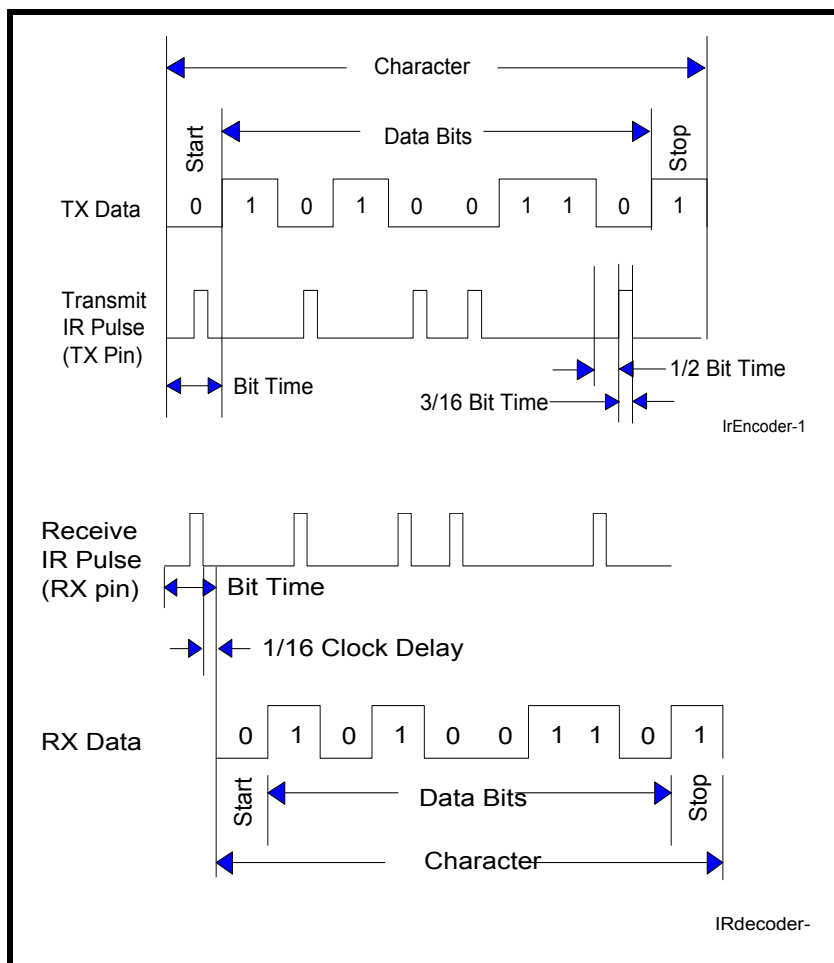 Character
Start
Data Bits
Stop
TX Data
0 1 0 1 0 0 1 1 0 1
Transmit
IR Pulse
(TX Pin)
Bit Time
1/2 Bit Time
3/16 Bit Time
IrEncoder-1
Receive
IR Pulse
(RX pin)
Bit Time
1/16 Clock Delay
RX Data
0 1 0 1 0 0 1 1 0 1
Start
Data Bits
Stop
Character
IRdecoder-